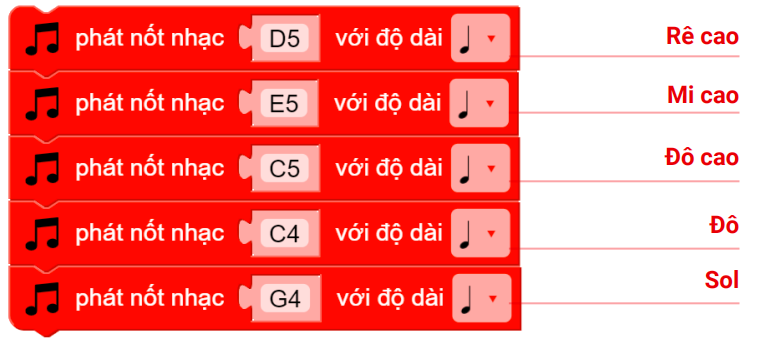 phát nốt nhạc D5 với độ dài Rê cao
phát nốt nhạc E5 với độ dài Mi cao
phát nốt nhạc C5 với độ dài Đô cao
phát nốt nhạc C4 với độ dài Đô
phát nốt nhạc G4 với độ dài Sol